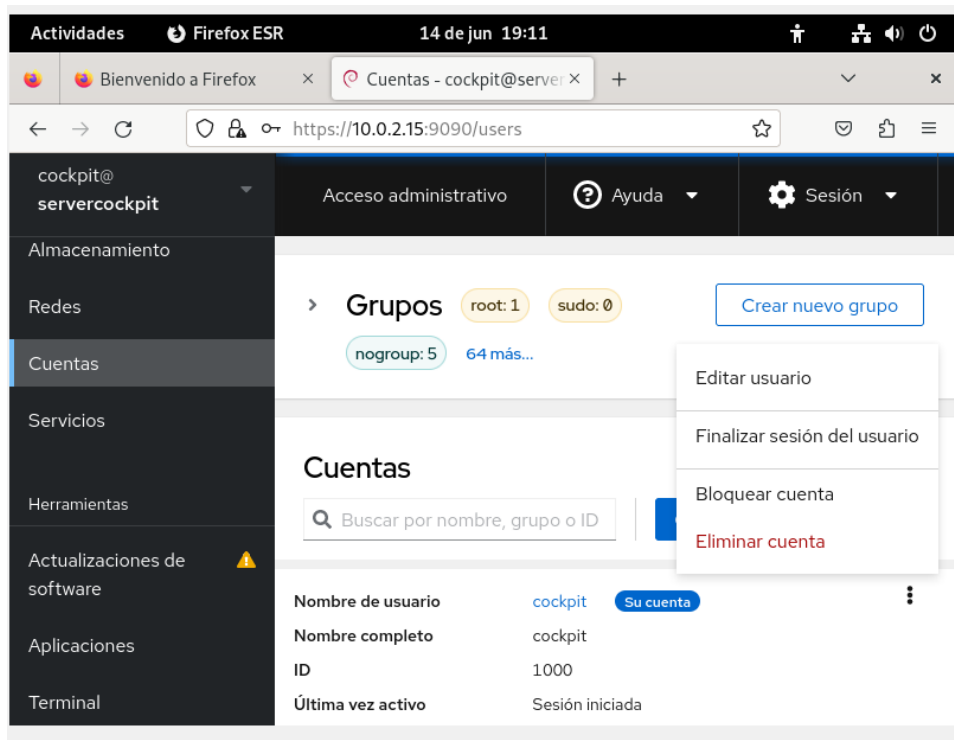 Actividades Firefox ESR 14 de jun 19:11
Bienvenido a Firefox × Cuentas - cockpit@server × +
https://10.0.2.15:9090/users
cockpit@
servercockpit
Acceso administrativo Ayuda Sesión
Almacenamiento
Redes
Cuentas
Servicios
Herramientas
Actualizaciones de
software
Aplicaciones
Terminal
Grupos root: 1 sudo: 0 Crear nuevo grupo
nogroup: 5 64 más...
Editar usuario
Finalizar sesión del usuario
Bloquear cuenta
Eliminar cuenta
Cuentas
Buscar por nombre, grupo o ID
Nombre de usuario cockpit Su cuenta
Nombre completo cockpit
ID 1000
Última vez activo Sesión iniciada